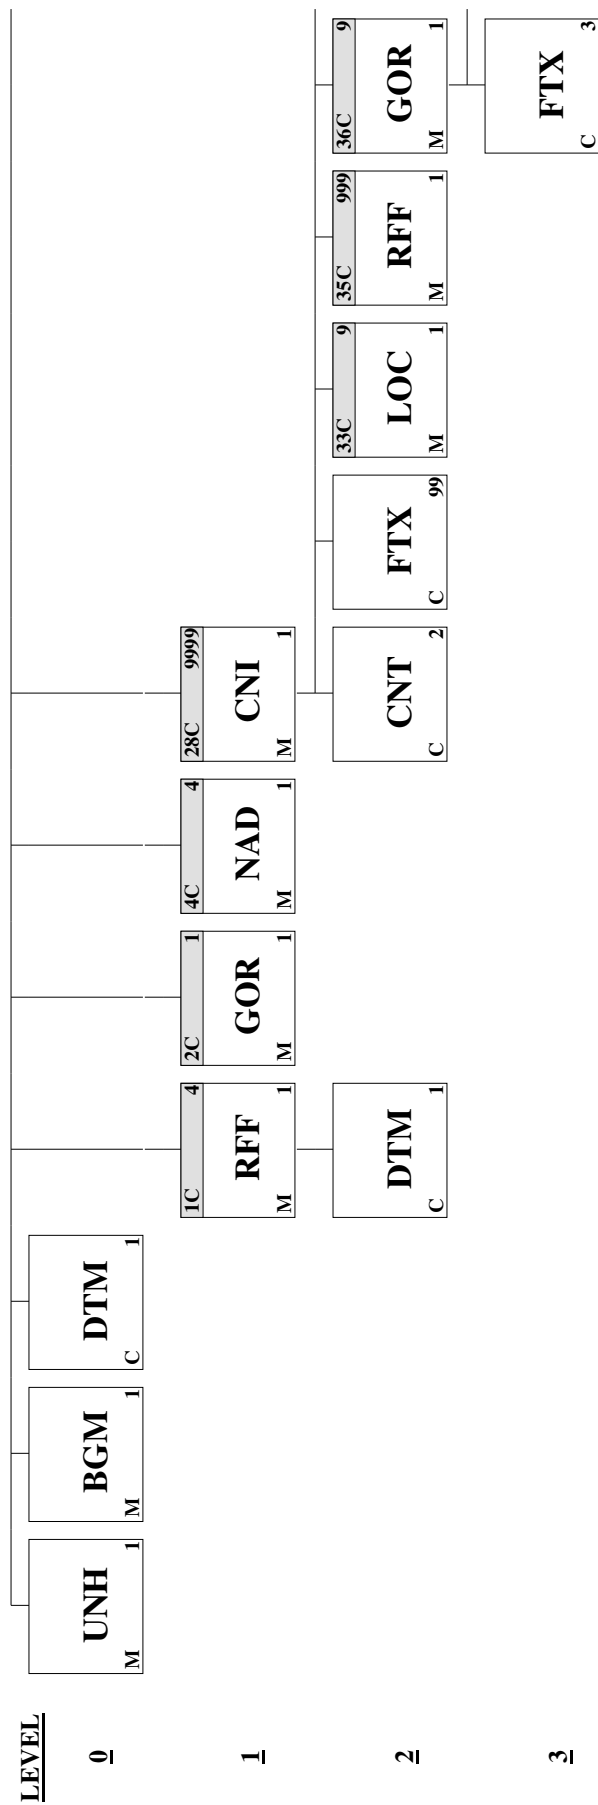 LEVEL
0
UNH
M 1
BGM
M 1
DTM
C 1
1
1C 4
RFF
M 1
2C 1
GOR
M 1
4C 4
NAD
M 1
28C 9999
CNI
M 1
2
DTM
C 1
CNT
C 2
FTX
C 99
33C 9
LOC
M 1
35C 999
RFF
M 1
36C 9
GOR
M 1
3
FTX
C 3